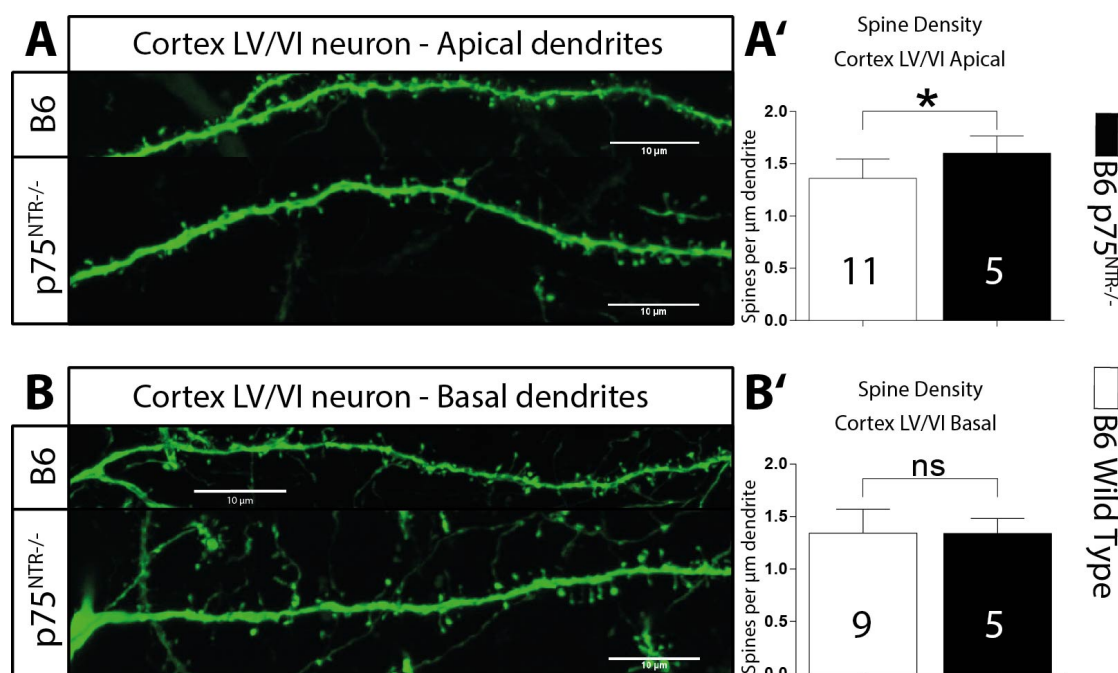 A
Cortex LV/VI neuron - Apical dendrites
B6
10 µm
p75NTR-/-
10 µm
A'
Spine Density
Cortex LV/VI Apical
Spines per µm dendrite
2.0
1.5
1.0
0.5
0.0
*
11
5
B6 p75NTR-/-
B
Cortex LV/VI neuron - Basal dendrites
B6
10 µm
p75NTR-/-
10 µm
B'
Spine Density
Cortex LV/VI Basal
Spines per µm dendrite
2.0
1.5
1.0
0.5
0.0
ns
9
5
B6 Wild Type